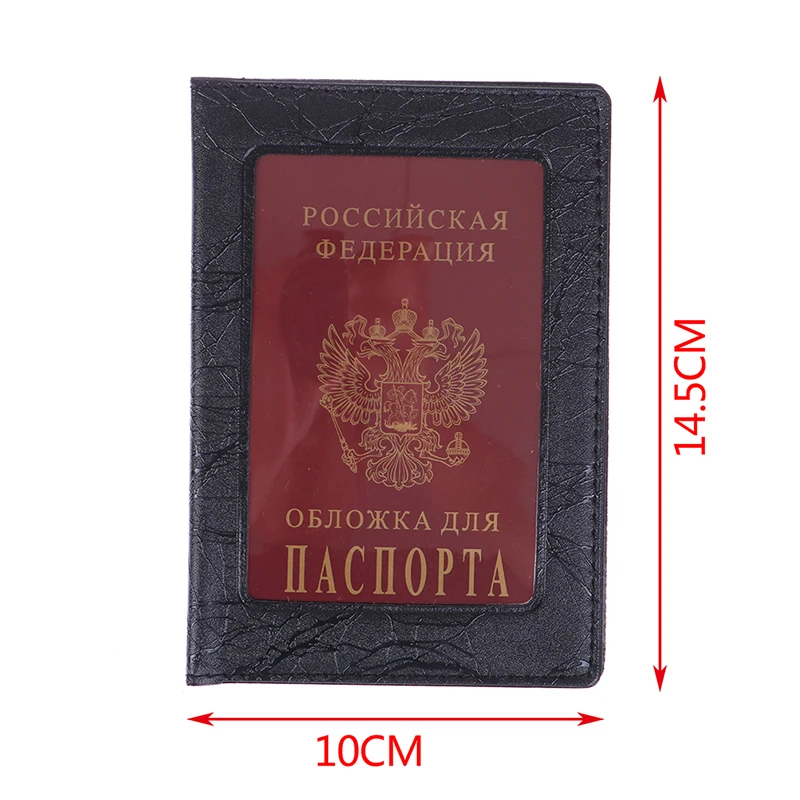 РОССИЙСКАЯ
ФЕДЕРАЦИЯ
ОБЛОЖКА ДЛЯ
ПАСПОРТА
14.5CM
10CM